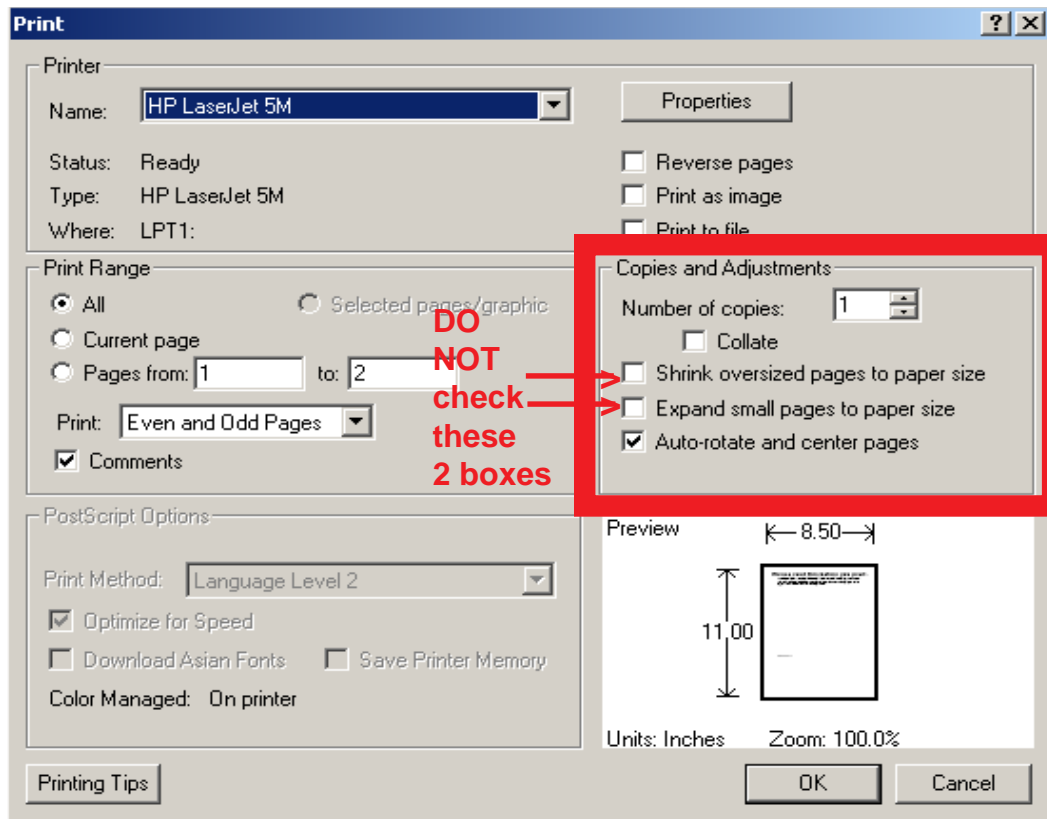 Print
Printer
Name: HP LaserJet 5M
Properties
Status: Ready
Type: HP LaserJet 5M
Where: LPT1:
Reverse pages
Print as image
Print to file
Print Range
All
Selected pages/graphic
Current page
Pages from: 1 to: 2
Print: Even and Odd Pages
Comments
DO
NOT
check
these
2 boxes
Copies and Adjustments
Number of copies: 1
Collate
Shrink oversized pages to paper size
Expand small pages to paper size
Auto-rotate and center pages
PostScript Options
Print Method: Language Level 2
Optimize for Speed
Download Asian Fonts
Save Printer Memory
Color Managed: On printer
Preview
8.50
11.00
Units: Inches Zoom: 100.0%
Printing Tips
OK
Cancel